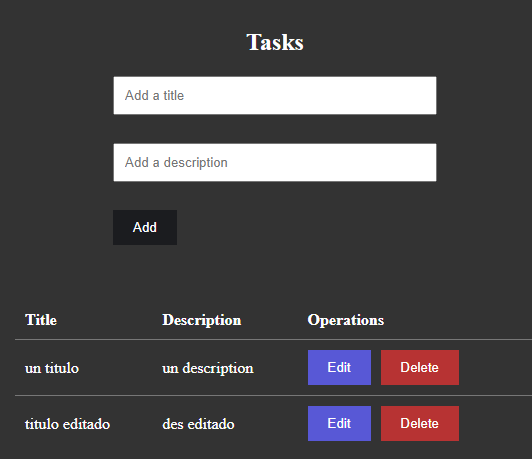 Tasks
Add a title
Add a description
Add
Title Description Operations
un titulo un description Edit Delete
titulo editado des editado Edit Delete